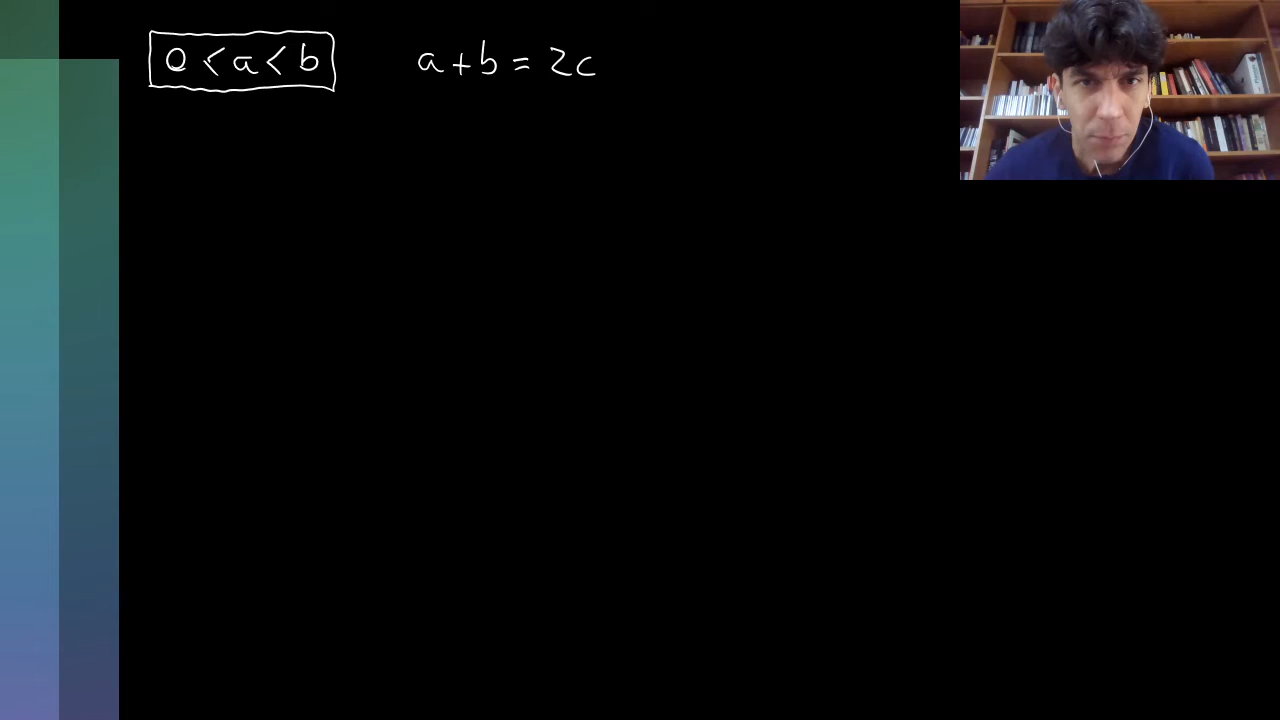 0 < a < b a + b = 2c